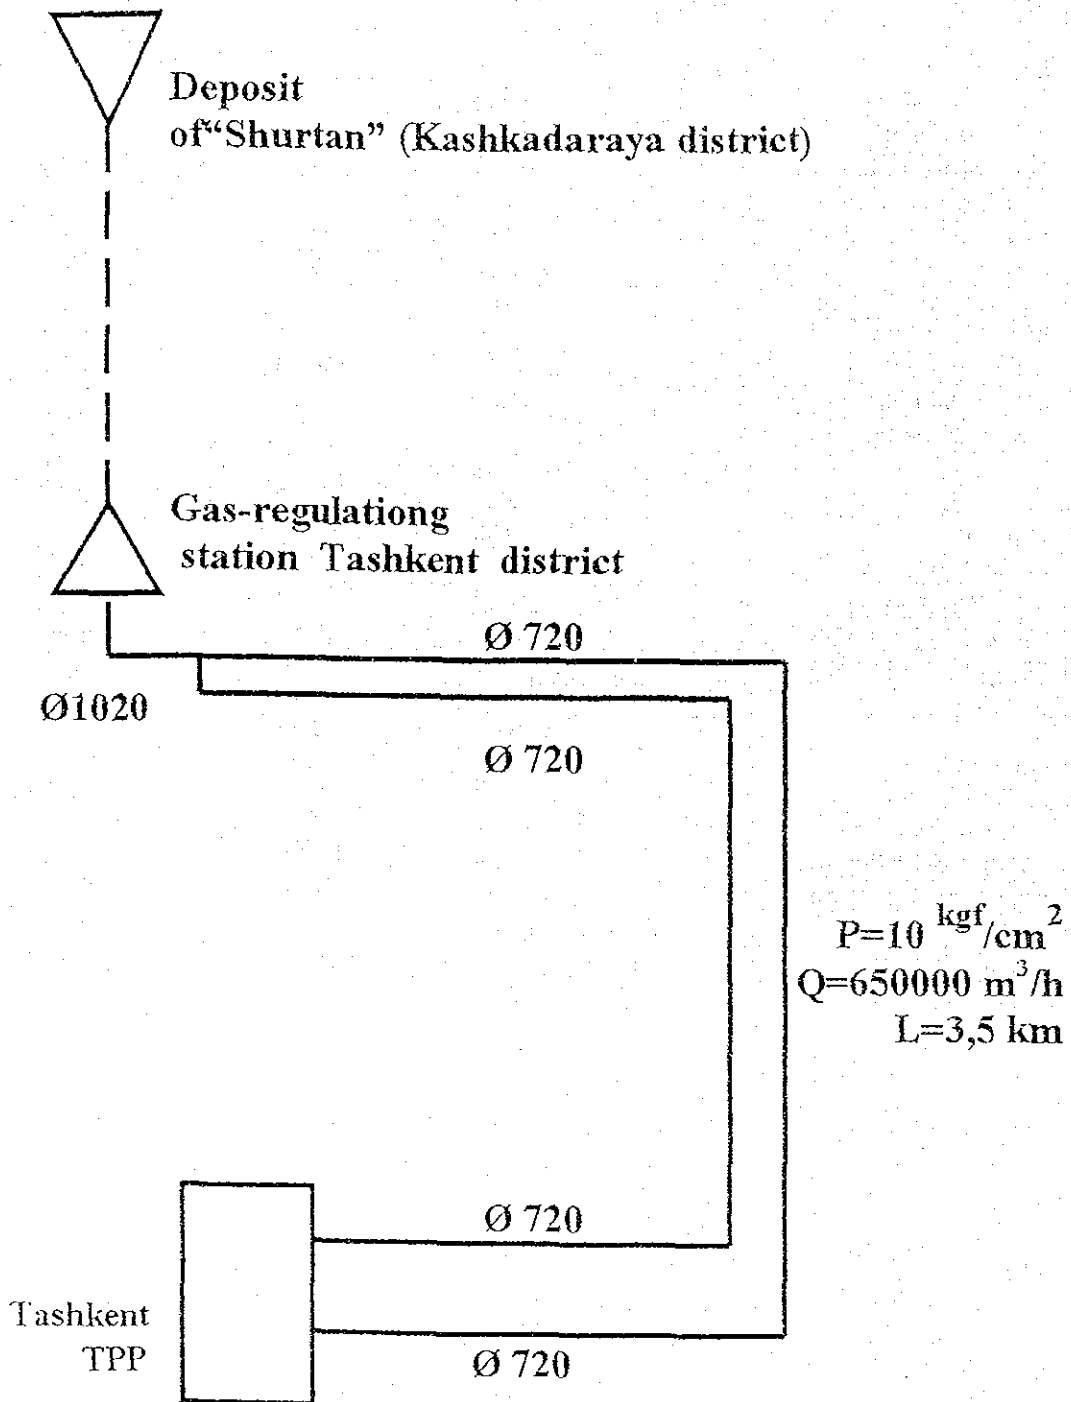 Deposit
of“Shurtan” (Kashkadaraya district)
Gas-regulationg
station Tashkent district
Ø 720
Ø1020
Ø 720
P=10 kgf/cm²
Q=650000 m³/h
L=3,5 km
Ø 720
Tashkent
TPP
Ø 720